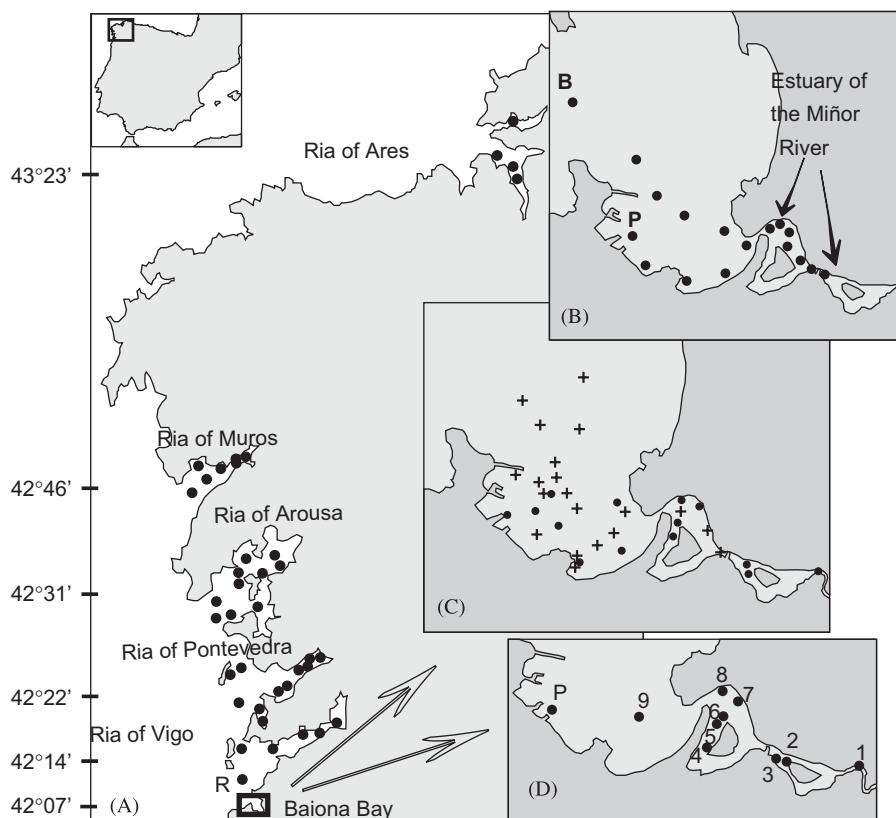 Ria of Ares
43°23'
Ria of Muros
42°46'
Ria of Arousa
42°31'
Ria of Pontevedra
42°22'
Ria of Vigo
42°14'
R
42°07'
(A)
Baiona Bay
B
Estuary of
the Miñor
River
P
(B)
(C)
P
9
8
7
6
5
4
3
2
1
(D)